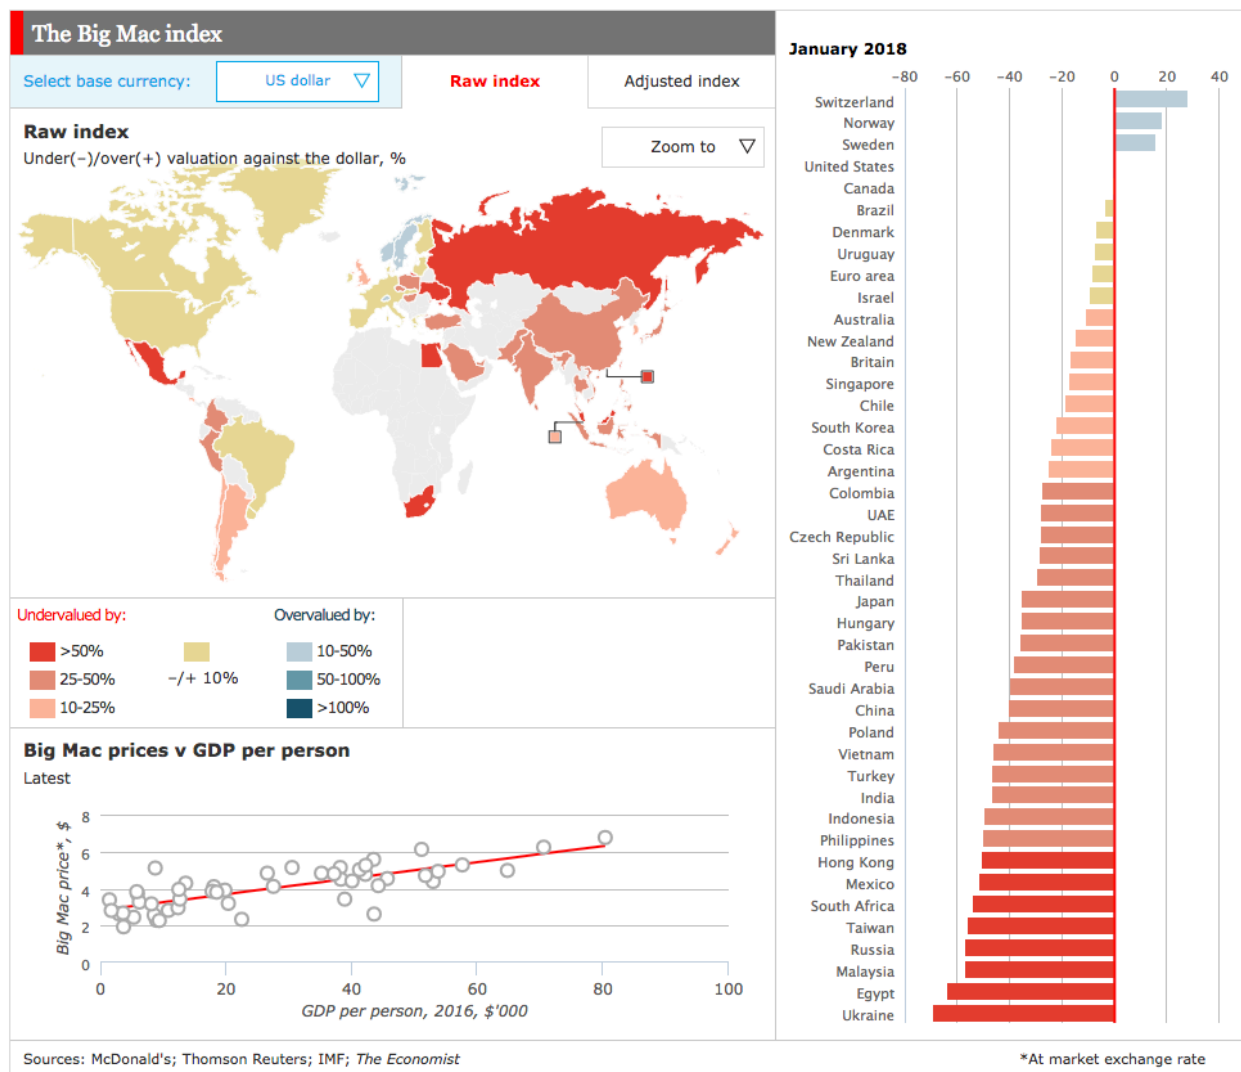 The Big Mac index
Select base currency:
US dollar
Raw index
Adjusted index
Raw index
Under(−)/over(+) valuation against the dollar, %
Zoom to
Undervalued by:
Overvalued by:
>50%
10-50%
25-50%
−/+ 10%
50-100%
10-25%
>100%
Big Mac prices v GDP per person
Latest
Big Mac price*, $
8
6
4
2
0
0 20 40 60 80 100
GDP per person, 2016, $'000
January 2018
-80 -60 -40 -20 0 20 40
Switzerland
Norway
Sweden
United States
Canada
Brazil
Denmark
Uruguay
Euro area
Israel
Australia
New Zealand
Britain
Singapore
Chile
South Korea
Costa Rica
Argentina
Colombia
UAE
Czech Republic
Sri Lanka
Thailand
Japan
Hungary
Pakistan
Peru
Saudi Arabia
China
Poland
Vietnam
Turkey
India
Indonesia
Philippines
Hong Kong
Mexico
South Africa
Taiwan
Russia
Malaysia
Egypt
Ukraine
Sources: McDonald's; Thomson Reuters; IMF; The Economist
*At market exchange rate